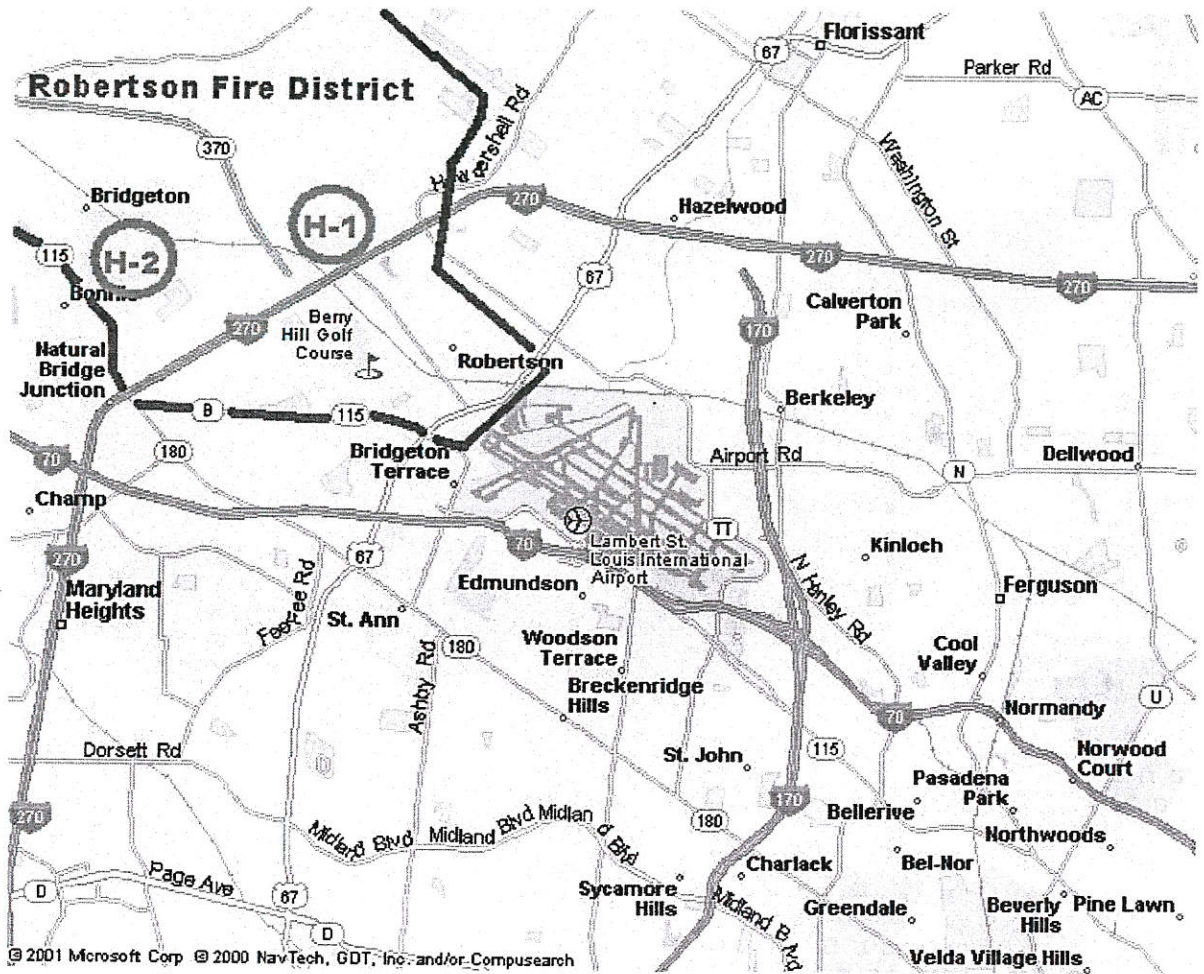 Florissant
67
Parker Rd
Robertson Fire District
AC
Howdershell Rd
370
Washington St
Bridgeton
270
Hazelwood
H-1
115
H-2
270
67
270
Calverton
Park
270
Berry
Hill Golf
Course
170
Natural
Bridge
Junction
Robertson
Berkeley
B
115
180
Bridgeton
Terrace
Airport Rd
N
Dellwood
70
Champ
TT
67
70
Lambert St.
Louis International
Airport
Kinloch
270
Edmundson
Ferguson
Maryland
Heights
Fee Fee Rd
St. Ann
N Hanley Rd
180
Woodson
Terrace
Cool
Valley
Ashby Rd
Breckenridge
Hills
U
70
Normandy
Dorsett Rd
115
St. John
Norwood
Court
Pasadena
Park
270
170
Bellerive
180
Midland Blvd
Midland Blvd
Midland Blvd
Northwoods
Page Ave
Charlack
Bel-Nor
D
67
Sycamore
Hills
Midland Blvd
Greendale
Beverly
Hills
Pine Lawn
D
Velda Village Hills
© 2001 Microsoft Corp © 2000 NavTech, GDT, Inc. and/or Compusearch